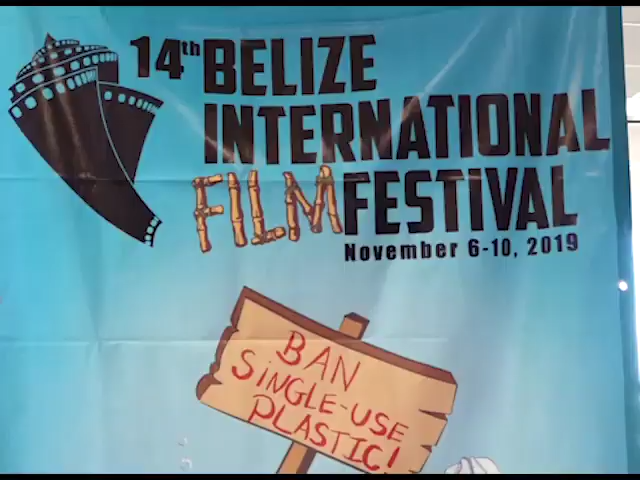 14th BELIZE
INTERNATIONAL
FILM FESTiVAL
November 6-10, 2019
BAN
SiNGLE-USE
PLASTIC!